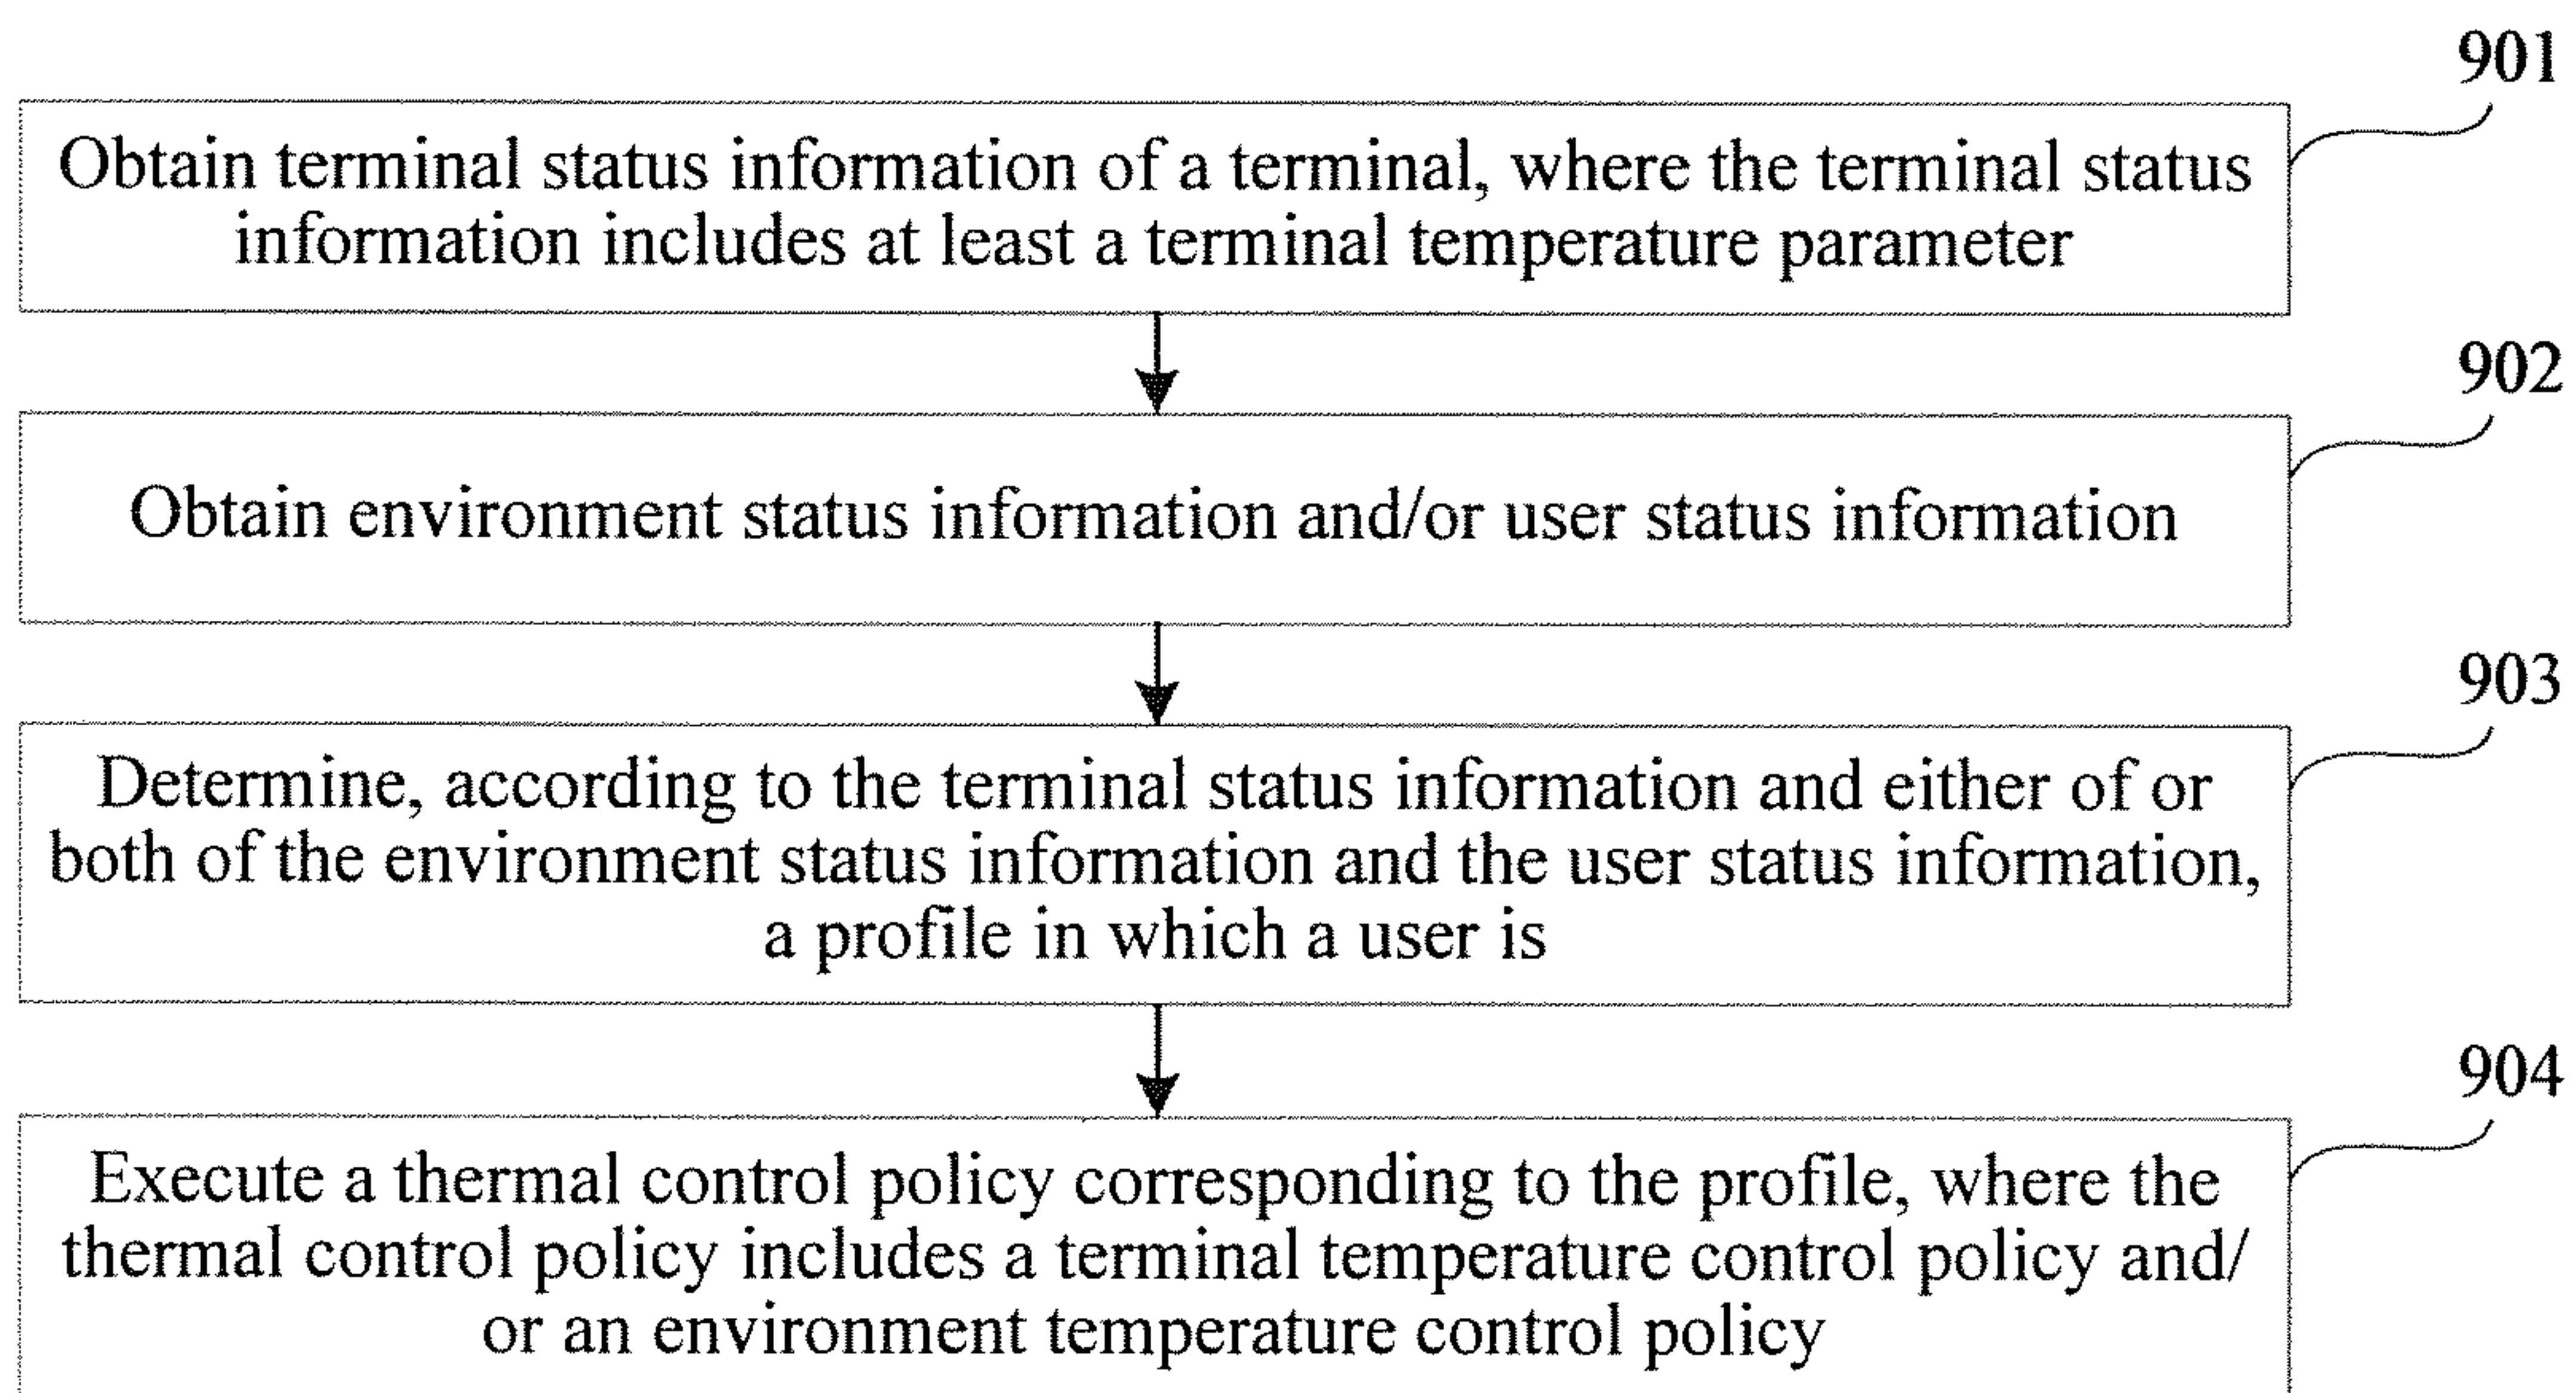 901
Obtain terminal status information of a terminal, where the terminal status
information includes at least a terminal temperature parameter
902
Obtain environment status information and/or user status information
903
Determine, according to the terminal status information and either of or
both of the environment status information and the user status information,
a profile in which a user is
904
Execute a thermal control policy corresponding to the profile, where the
thermal control policy includes a terminal temperature control policy and/
or an environment temperature control policy